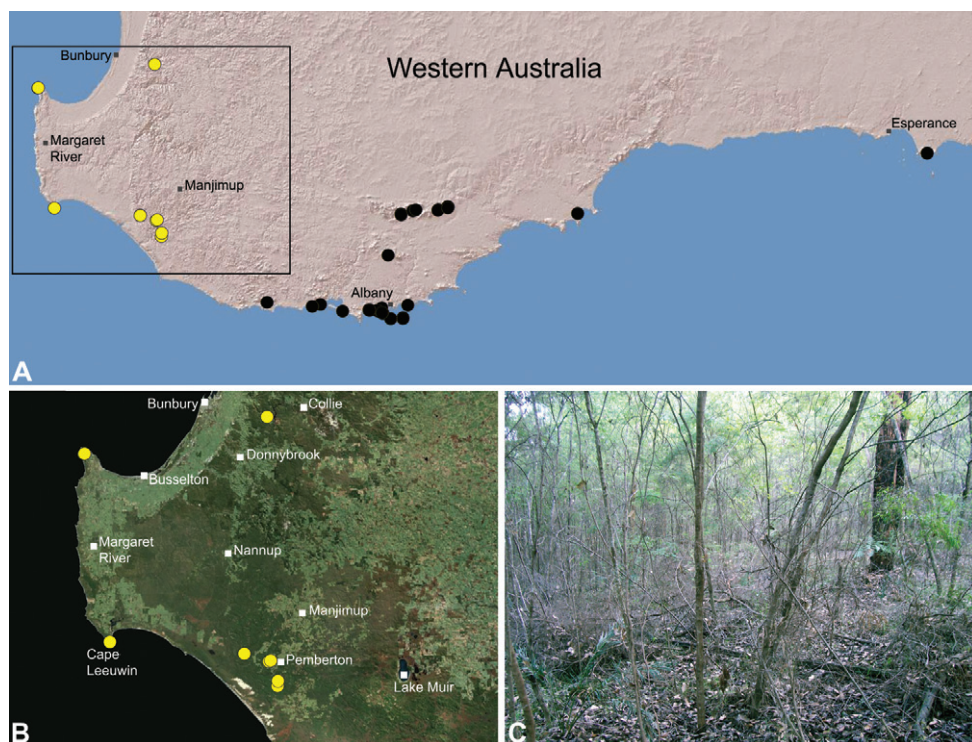 Bunbury
Western Australia
Esperance
Margaret
River
Manjimup
Albany
A
Bunbury
Collie
Donnybrook
Busselton
Margaret
River
Nannup
Manjimup
Cape
Leeuwin
Pemberton
Lake Muir
B
C